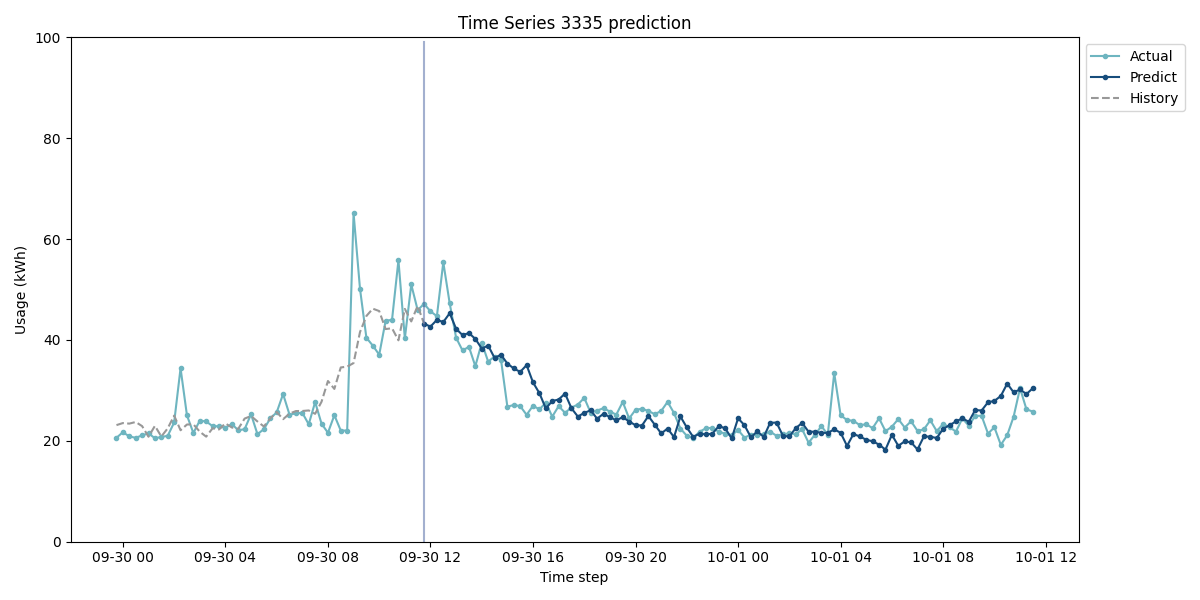 Time Series 3335 prediction
100
80
60
40
20
0
Usage (kWh)
09-30 00
09-30 04
09-30 08
09-30 12
09-30 16
09-30 20
10-01 00
10-01 04
10-01 08
10-01 12
Time step
Actual
Predict
History